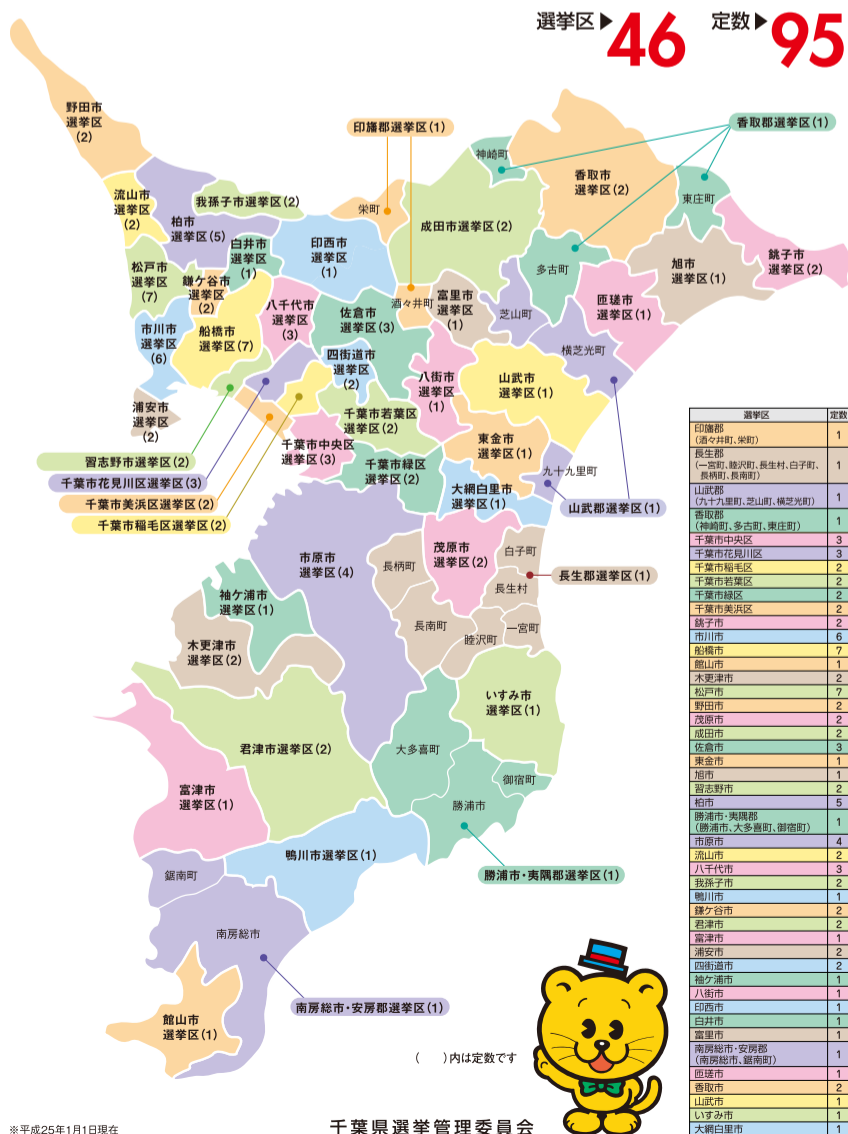 選挙区▶46 定数▶95
野田市
選挙区
(2)
印旛郡選挙区(1)
香取郡選挙区(1)
神崎町
香取市
選挙区(2)
東庄町
流山市
選挙区
(2)
我孫子市選挙区(2)
柏市
選挙区(5)
栄町
成田市選挙区(2)
白井市
選挙区
(1)
印西市
選挙区
(1)
多古町
旭市
選挙区(1)
銚子市
選挙区(2)
松戸市
選挙区
(7)
鎌ケ谷市
選挙区
(2)
八千代市
選挙区
(3)
佐倉市
選挙区(3)
酒々井町
富里市
選挙区
(1)
芝山町
匝瑳市
選挙区(1)
市川市
選挙区
(6)
船橋市
選挙区(7)
四街道市
選挙区
(2)
横芝光町
八街市
選挙区
(1)
山武市
選挙区(1)
浦安市
選挙区
(2)
千葉市若葉区
選挙区(2)
千葉市中央区
選挙区(3)
東金市
選挙区(1)
習志野市選挙区(2)
千葉市花見川区選挙区(3)
千葉市美浜区選挙区(2)
千葉市稲毛区選挙区(2)
千葉市緑区
選挙区(2)
九十九里町
大網白里市
選挙区(1)
山武郡選挙区(1)
市原市
選挙区(4)
茂原市
選挙区(2)
白子町
長柄町
長生郡選挙区(1)
長生村
袖ケ浦市
選挙区(1)
長南町
一宮町
睦沢町
木更津市
選挙区(2)
いすみ市
選挙区(1)
君津市選挙区(2)
大多喜町
御宿町
富津市
選挙区(1)
勝浦市
鴨川市選挙区(1)
勝浦市・夷隅郡選挙区(1)
鋸南町
南房総市
南房総市・安房郡選挙区(1)
館山市
選挙区(1)
( )内は定数です
※平成25年1月1日現在
千葉県選挙管理委員会
選挙区 定数
印旛郡
(酒々井町、栄町) 1
長生郡
(一宮町、睦沢町、長生村、白子町、
長柄町、長南町) 1
山武郡
(九十九里町、芝山町、横芝光町) 1
香取郡
(神崎町、多古町、東庄町) 1
千葉市中央区 3
千葉市花見川区 3
千葉市稲毛区 2
千葉市若葉区 2
千葉市緑区 2
千葉市美浜区 2
銚子市 2
市川市 6
船橋市 7
館山市 1
木更津市 2
松戸市 7
野田市 2
茂原市 2
成田市 2
佐倉市 3
東金市 1
旭市 1
習志野市 2
柏市 5
勝浦市・夷隅郡
(勝浦市、大多喜町、御宿町) 1
市原市 4
流山市 2
八千代市 3
我孫子市 2
鴨川市 1
鎌ケ谷市 2
君津市 2
富津市 1
浦安市 2
四街道市 2
袖ケ浦市 1
八街市 1
印西市 1
白井市 1
富里市 1
南房総市・安房郡
(南房総市、鋸南町) 1
匝瑳市 1
香取市 2
山武市 1
いすみ市 1
大網白里市 1